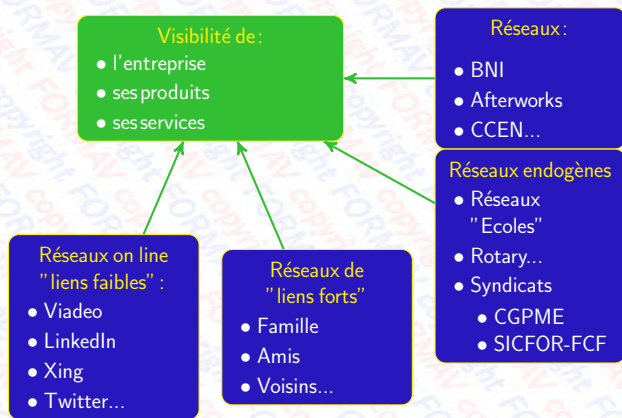 Visibilité de :
• l'entreprise
• ses produits
• ses services
Réseaux :
• BNI
• Afterworks
• CCEN...
Réseaux endogènes
• Réseaux
"Ecoles"
• Rotary...
• Syndicats
• CGPME
• SICFOR-FCF
Réseaux on line
"liens faibles" :
• Viadeo
• LinkedIn
• Xing
• Twitter...
Réseaux de
"liens forts"
• Famille
• Amis
• Voisins...